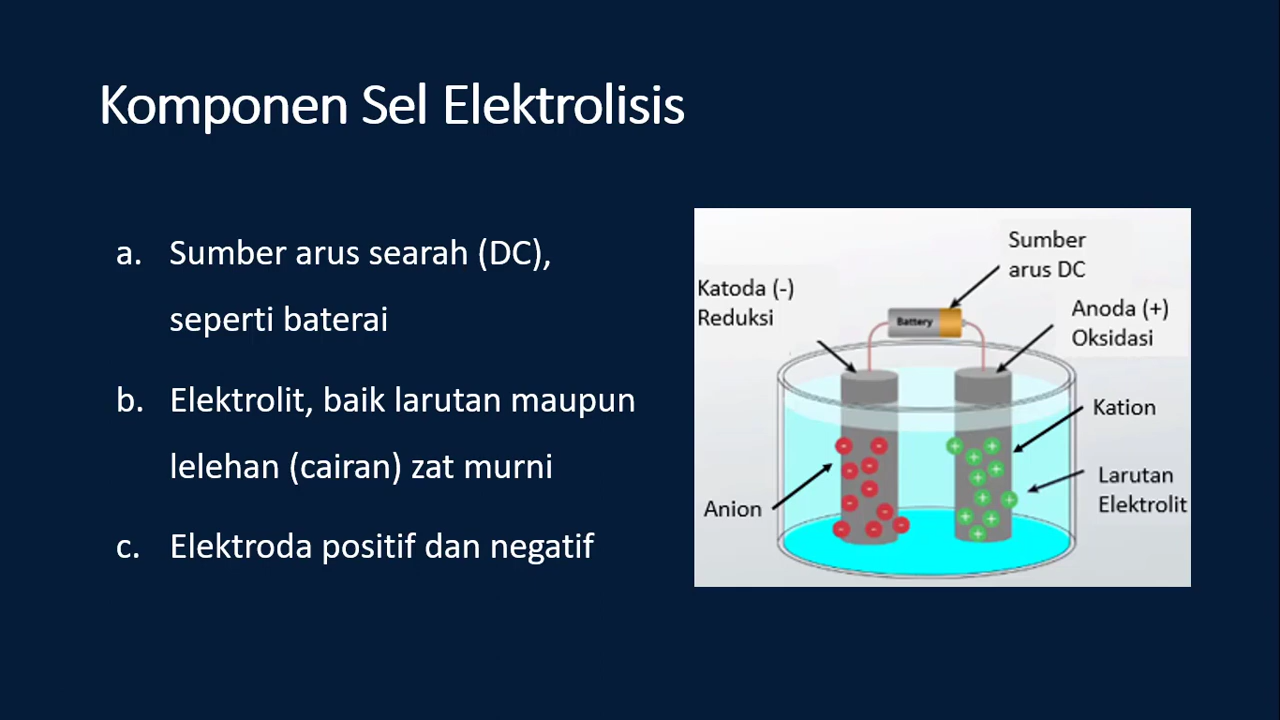 Komponen Sel Elektrolisis
a. Sumber arus searah (DC),
seperti baterai
b. Elektrolit, baik larutan maupun
lelehan (cairan) zat murni
c. Elektroda positif dan negatif
Sumber
arus DC
Katoda (-)
Reduksi
Battery
Anoda (+)
Oksidasi
Kation
Larutan
Elektrolit
Anion